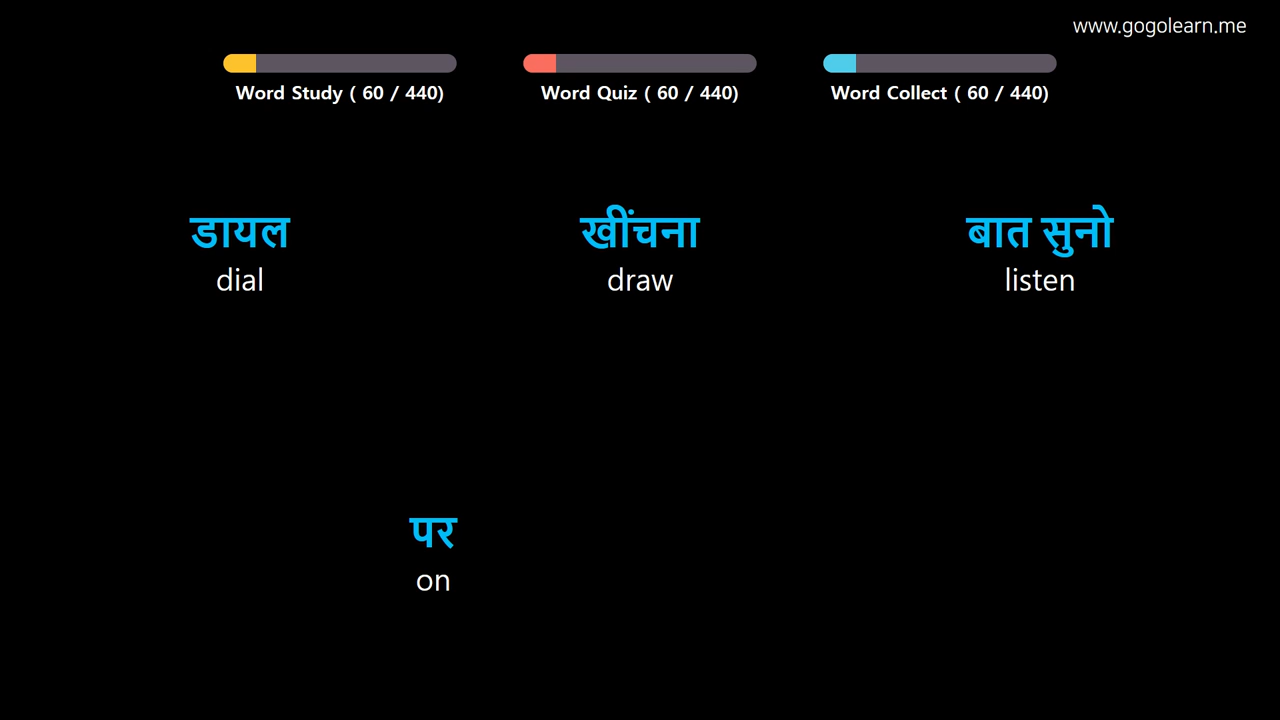 www.gogolearn.me
Word Study ( 60 / 440)
Word Quiz ( 60 / 440)
Word Collect ( 60 / 440)
डायल
dial
खींचना
draw
बात सुनो
listen
पर
on